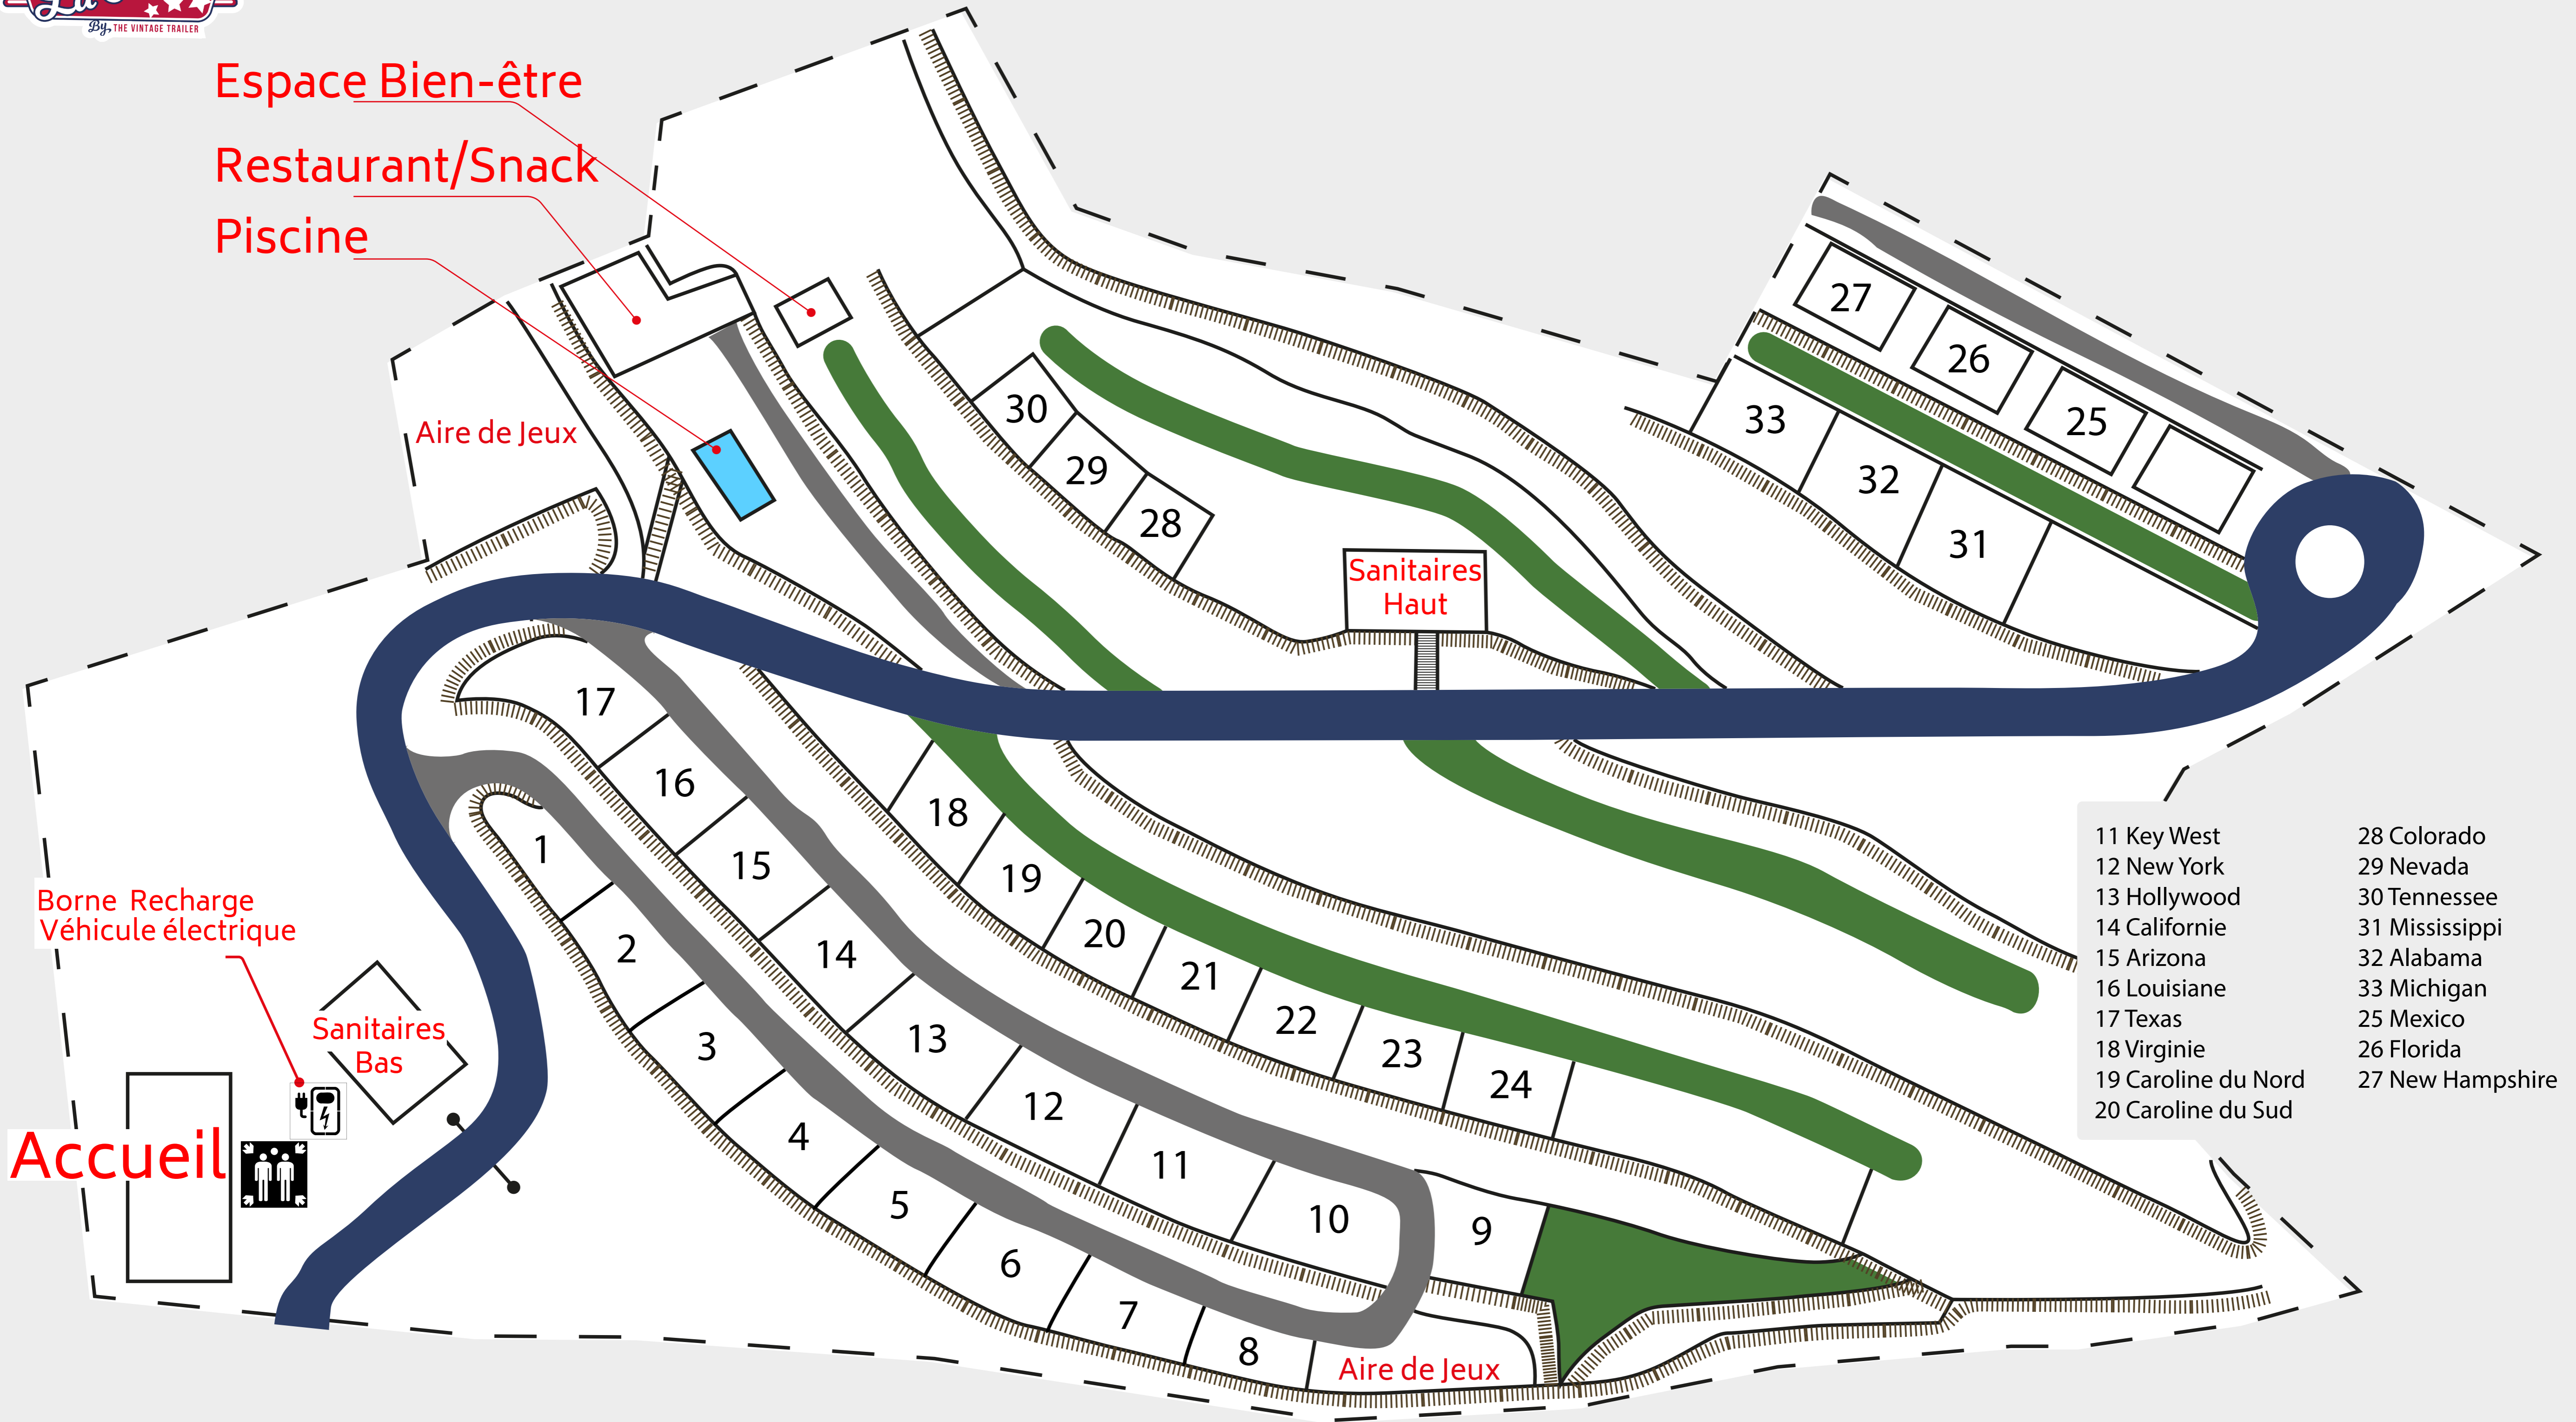 By THE VINTAGE TRAILER
Espace Bien-être
Restaurant/Snack
Piscine
Aire de Jeux
27
26
25
33
32
31
30
29
28
Sanitaires
Haut
17
16
15
14
13
12
11
10
9
18
19
20
21
22
23
24
1
2
3
4
5
6
7
8
Aire de Jeux
Borne Recharge
Véhicule électrique
Sanitaires
Bas
Accueil
11 Key West
12 New York
13 Hollywood
14 Californie
15 Arizona
16 Louisiane
17 Texas
18 Virginie
19 Caroline du Nord
20 Caroline du Sud
28 Colorado
29 Nevada
30 Tennessee
31 Mississippi
32 Alabama
33 Michigan
25 Mexico
26 Florida
27 New Hampshire